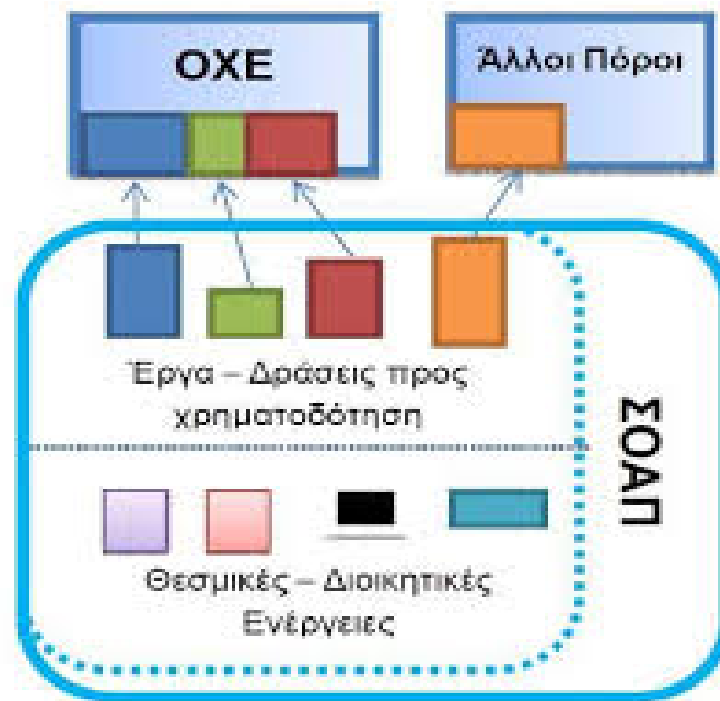 ΟΧΕ
Άλλοι Πόροι
Έργα – Δράσεις προς
χρηματοδότηση
ΣΟΑΠ
Θεσμικές – Διοικητικές
Ενέργειες